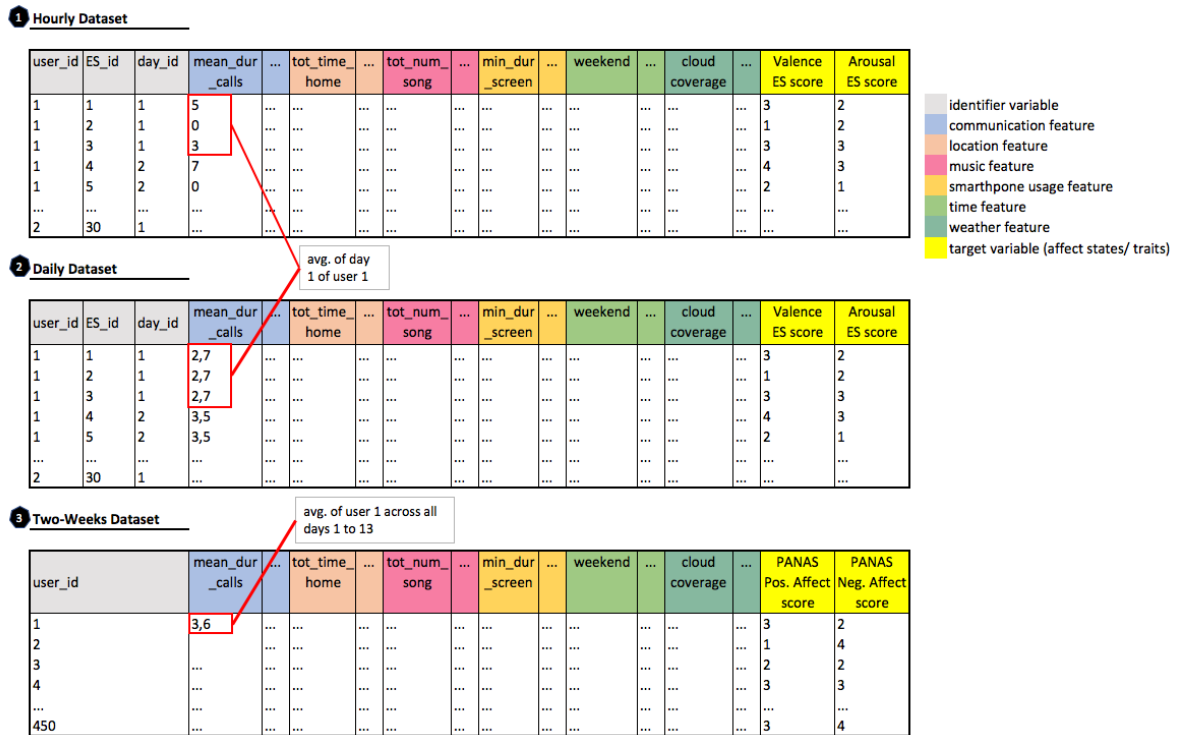 1 Hourly Dataset
user_id ES_id day_id mean_dur _calls ... tot_time_ home ... tot_num_ song ... min_dur _screen ... weekend ... cloud coverage ... Valence ES score Arousal ES score
1 1 1 5 ... ... ... ... ... ... ... ... ... ... ... 3 2
1 2 1 0 ... ... ... ... ... ... ... ... ... ... ... 1 2
1 3 1 3 ... ... ... ... ... ... ... ... ... ... ... 3 3
1 4 2 7 ... ... ... ... ... ... ... ... ... ... ... 4 3
1 5 2 0 ... ... ... ... ... ... ... ... ... ... ... 2 1
... ... ... ... ... ... ... ... ... ... ... ... ... ... ... ... ...
2 30 1 ... ... ... ... ... ... ... ... ... ... ... ... ... ...
identifier variable
communication feature
location feature
music feature
smarthpone usage feature
time feature
weather feature
target variable (affect states/ traits)
avg. of day
1 of user 1
2 Daily Dataset
user_id ES_id day_id mean_dur _calls ... tot_time_ home ... tot_num_ song ... min_dur _screen ... weekend ... cloud coverage ... Valence ES score Arousal ES score
1 1 1 2,7 ... ... ... ... ... ... ... ... ... ... ... 3 2
1 2 1 2,7 ... ... ... ... ... ... ... ... ... ... ... 1 2
1 3 1 2,7 ... ... ... ... ... ... ... ... ... ... ... 3 3
1 4 2 3,5 ... ... ... ... ... ... ... ... ... ... ... 4 3
1 5 2 3,5 ... ... ... ... ... ... ... ... ... ... ... 2 1
... ... ... ... ... ... ... ... ... ... ... ... ... ... ... ... ...
2 30 1 ... ... ... ... ... ... ... ... ... ... ... ... ... ...
avg. of user 1 across all
days 1 to 13
3 Two-Weeks Dataset
user_id mean_dur _calls ... tot_time_ home ... tot_num_ song ... min_dur _screen ... weekend ... cloud coverage ... PANAS Pos. Affect score PANAS Neg. Affect score
1 3,6 ... ... ... ... ... ... ... ... ... ... ... 3 2
2 ... ... ... ... ... ... ... ... ... ... ... 1 4
3 ... ... ... ... ... ... ... ... ... ... ... ... 2 2
4 ... ... ... ... ... ... ... ... ... ... ... ... 3 3
... ... ... ... ... ... ... ... ... ... ... ... ... ... ...
450 ... ... ... ... ... ... ... ... ... ... ... ... 3 4